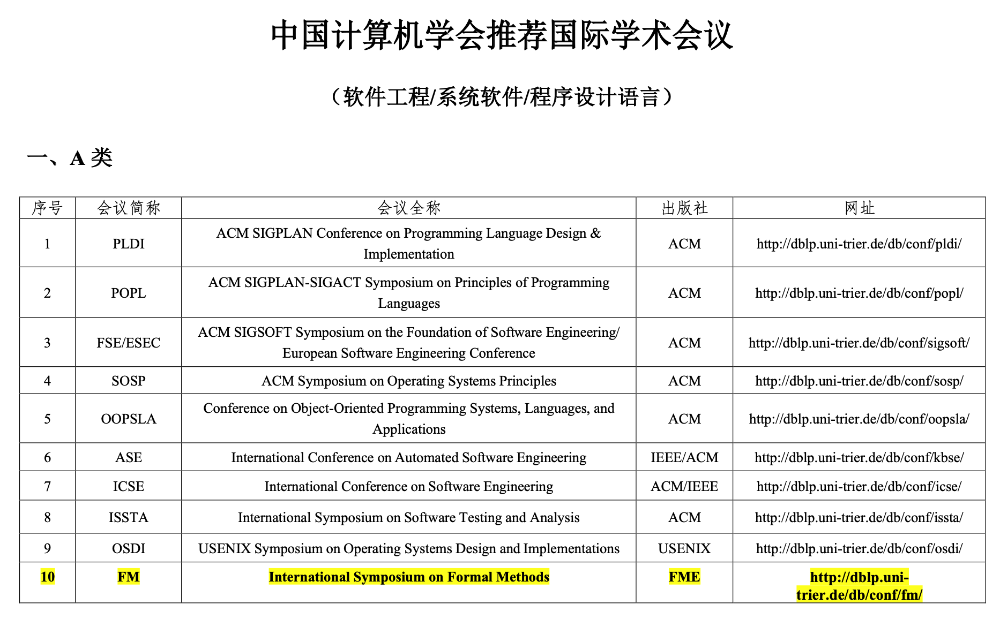 中国计算机学会推荐国际学术会议
（软件工程/系统软件/程序设计语言）
一、A 类
序号 会议简称 会议全称 出版社 网址
1 PLDI ACM SIGPLAN Conference on Programming Language Design & Implementation ACM http://dblp.uni-trier.de/db/conf/pldi/
2 POPL ACM SIGPLAN-SIGACT Symposium on Principles of Programming Languages ACM http://dblp.uni-trier.de/db/conf/popl/
3 FSE/ESEC ACM SIGSOFT Symposium on the Foundation of Software Engineering/ European Software Engineering Conference ACM http://dblp.uni-trier.de/db/conf/sigsoft/
4 SOSP ACM Symposium on Operating Systems Principles ACM http://dblp.uni-trier.de/db/conf/sosp/
5 OOPSLA Conference on Object-Oriented Programming Systems, Languages, and Applications ACM http://dblp.uni-trier.de/db/conf/oopsla/
6 ASE International Conference on Automated Software Engineering IEEE/ACM http://dblp.uni-trier.de/db/conf/kbse/
7 ICSE International Conference on Software Engineering ACM/IEEE http://dblp.uni-trier.de/db/conf/icse/
8 ISSTA International Symposium on Software Testing and Analysis ACM http://dblp.uni-trier.de/db/conf/issta/
9 OSDI USENIX Symposium on Operating Systems Design and Implementations USENIX http://dblp.uni-trier.de/db/conf/osdi/
10 FM International Symposium on Formal Methods FME http://dblp.uni-trier.de/db/conf/fm/